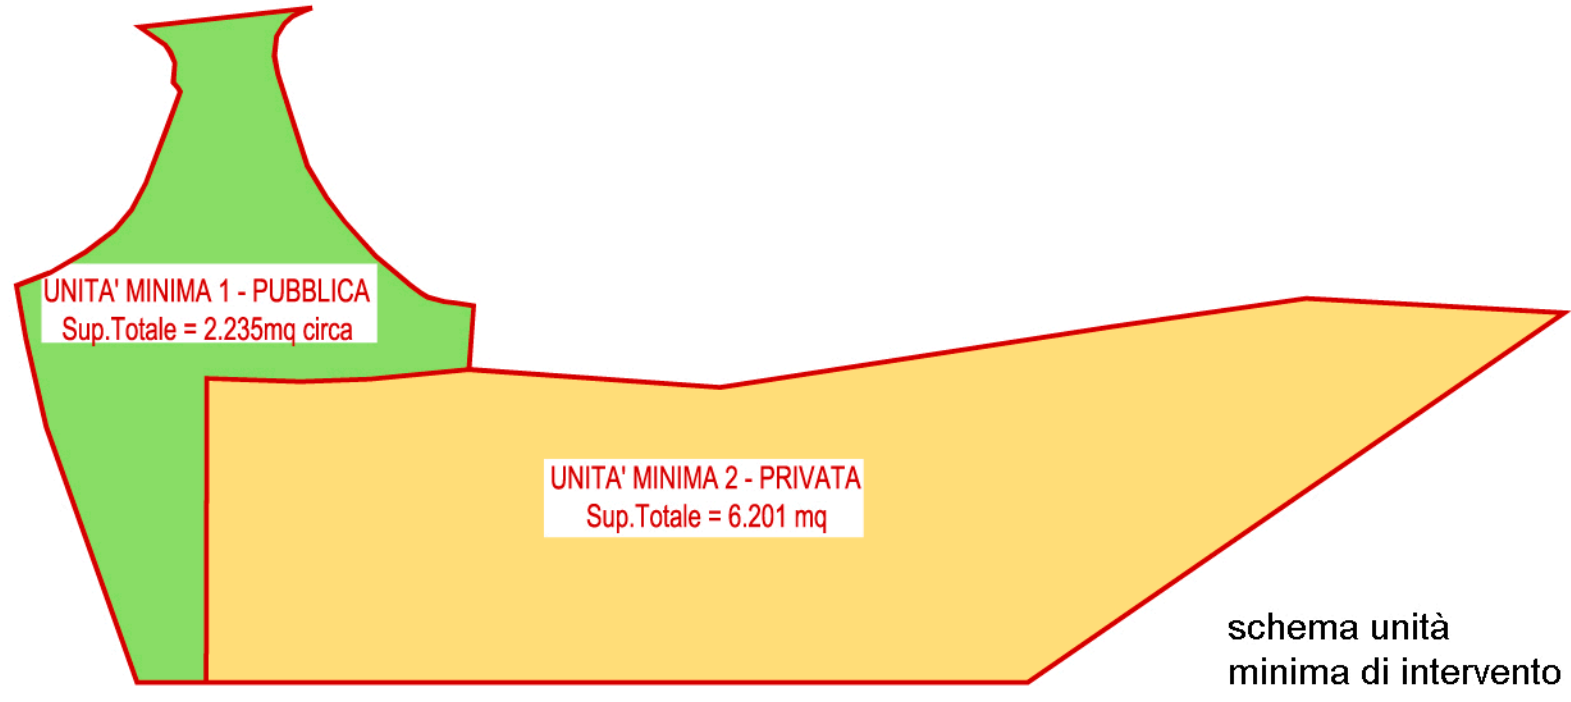 UNITA' MINIMA 1 - PUBBLICA
Sup.Totale = 2.235mq circa
UNITA' MINIMA 2 - PRIVATA
Sup.Totale = 6.201 mq
schema unità
minima di intervento